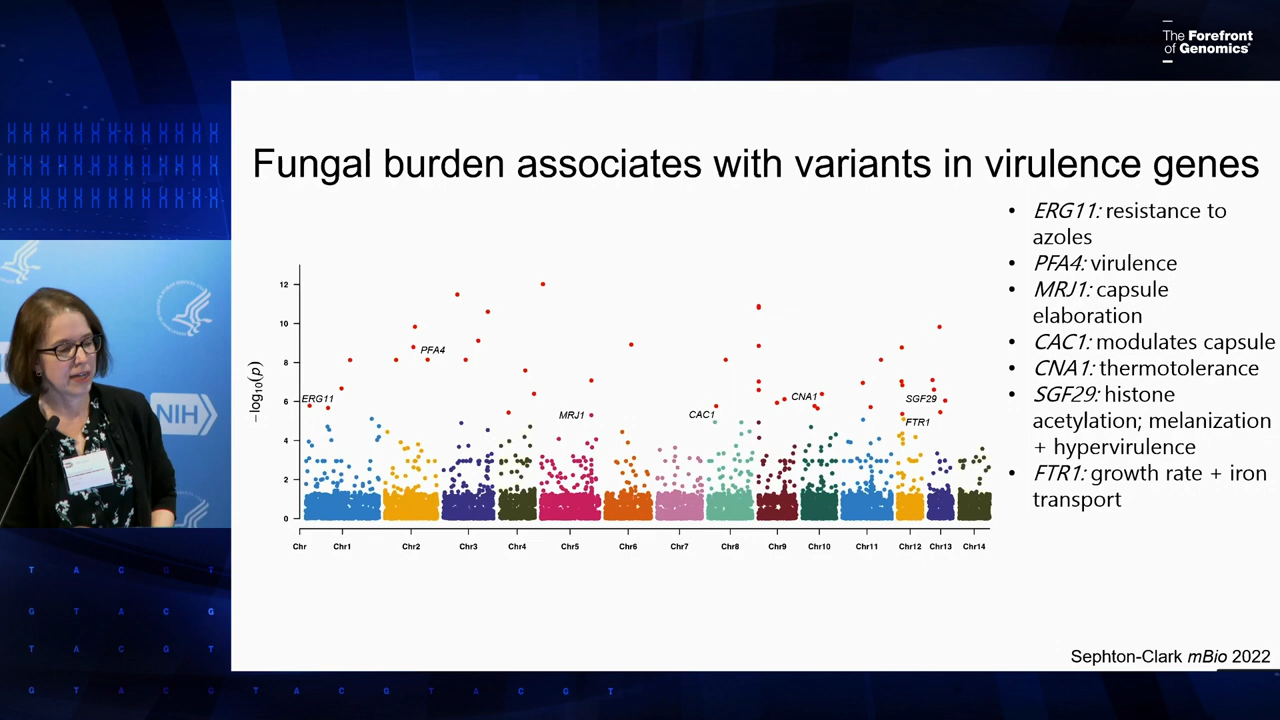 The Forefront
of Genomics®
Fungal burden associates with variants in virulence genes
• ERG11: resistance to
azoles
• PFA4: virulence
• MRJ1: capsule
elaboration
• CAC1: modulates capsule
• CNA1: thermotolerance
• SGF29: histone
acetylation; melanization
+ hypervirulence
• FTR1: growth rate + iron
transport
−log10(p)
12
10
8
6
4
2
0
PFA4
ERG11
MRJ1
CAC1
CNA1
SGF29
FTR1
Chr Chr1 Chr2 Chr3 Chr4 Chr5 Chr6 Chr7 Chr8 Chr9 Chr10 Chr11 Chr12 Chr13 Chr14
Sephton-Clark mBio 2022
NIH
T A C G T
G T A C G
T A C G T
G T A C G T A C G T A C G T